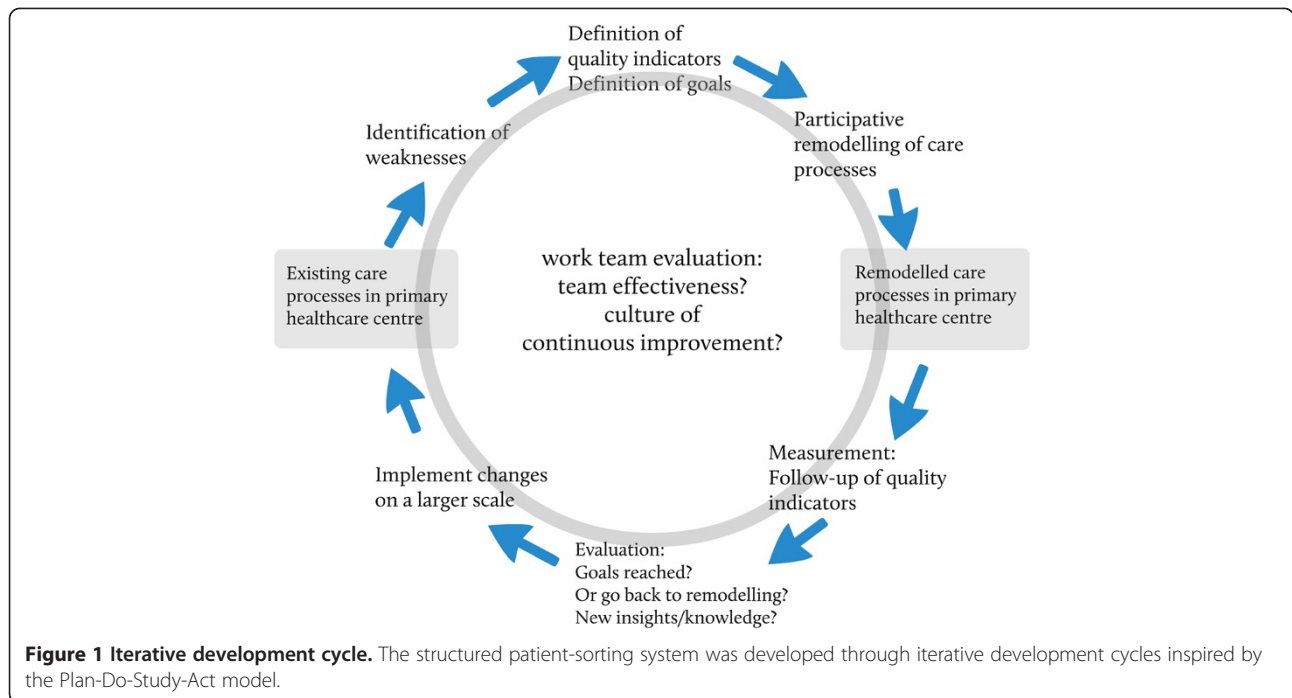 Definition of
quality indicators
Definition of goals
Participative
remodelling of care
processes
Remodelled care
processes in primary
healthcare centre
Measurement:
Follow-up of quality
indicators
Evaluation:
Goals reached?
Or go back to remodelling?
New insights/knowledge?
Implement changes
on a larger scale
Existing care
processes in primary
healthcare centre
Identification of
weaknesses
work team evaluation:
team effectiveness?
culture of
continuous improvement?
Figure 1 Iterative development cycle. The structured patient-sorting system was developed through iterative development cycles inspired by
the Plan-Do-Study-Act model.